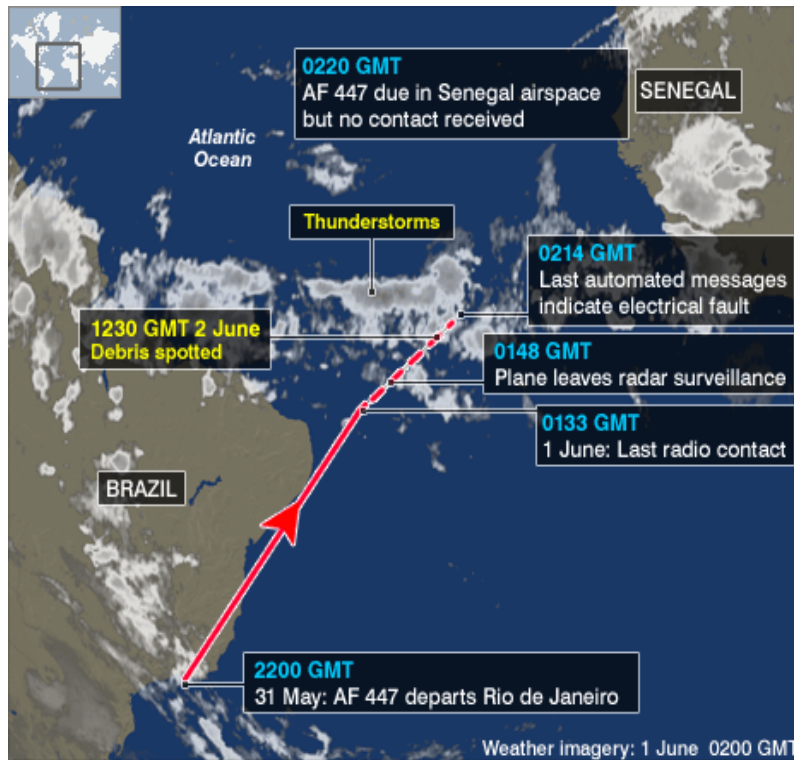 0220 GMT
AF 447 due in Senegal airspace
but no contact received
SENEGAL
Atlantic
Ocean
Thunderstorms
0214 GMT
Last automated messages
indicate electrical fault
1230 GMT 2 June
Debris spotted
0148 GMT
Plane leaves radar surveillance
0133 GMT
1 June: Last radio contact
BRAZIL
2200 GMT
31 May: AF 447 departs Rio de Janeiro
Weather imagery: 1 June 0200 GMT